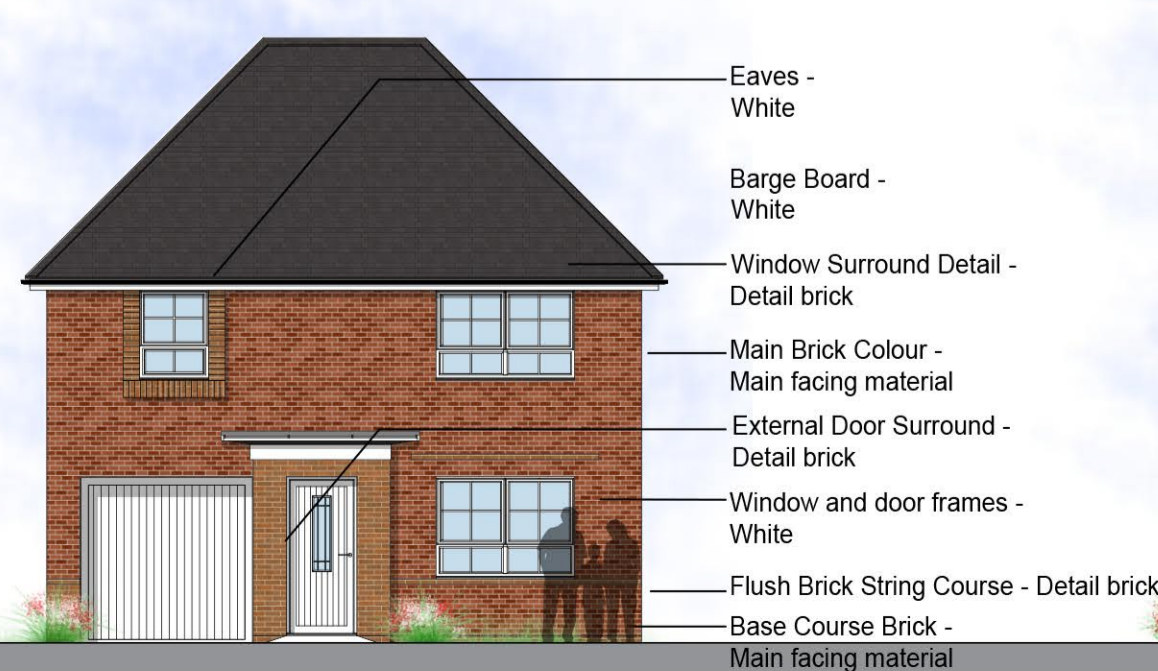 Eaves -
White
Barge Board -
White
Window Surround Detail -
Detail brick
Main Brick Colour -
Main facing material
External Door Surround -
Detail brick
Window and door frames -
White
Flush Brick String Course - Detail brick
Base Course Brick -
Main facing material